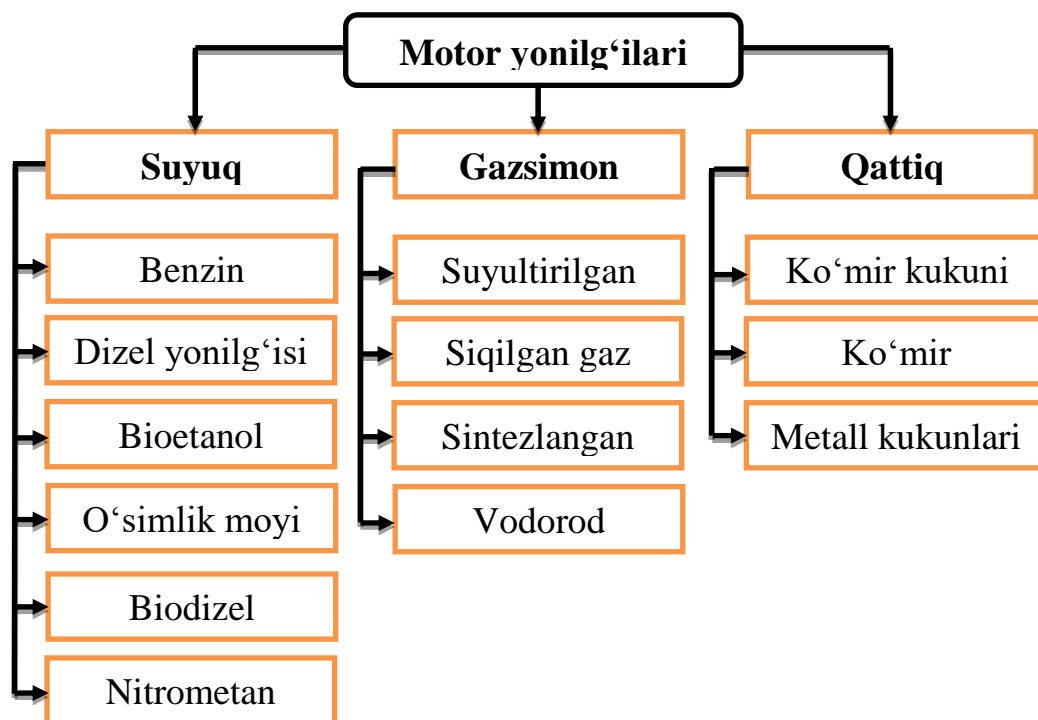 Motor yonilg‘ilari
Suyuq
Benzin
Dizel yonilg‘isi
Bioetanol
O‘simlik moyi
Biodizel
Nitrometan
Gazsimon
Suyultirilgan
Siqilgan gaz
Sintezlangan
Vodorod
Qattiq
Ko‘mir kukuni
Ko‘mir
Metall kukunlari